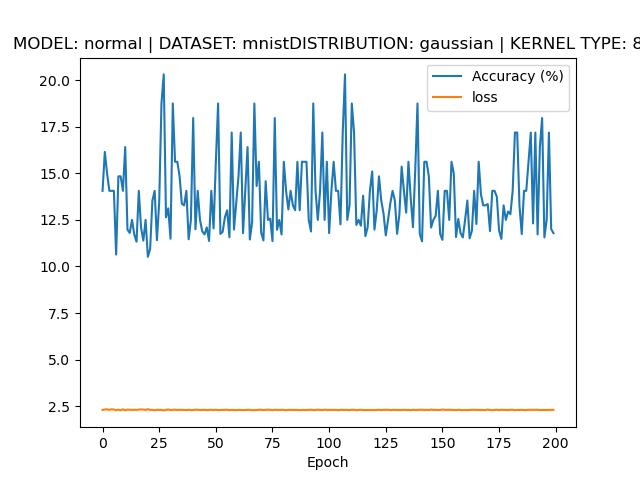 MODEL: normal | DATASET: mnistDISTRIBUTION: gaussian | KERNEL TYPE: 8
Accuracy (%)
loss
20.0
17.5
15.0
12.5
10.0
7.5
5.0
2.5
0 25 50 75 100 125 150 175 200
Epoch